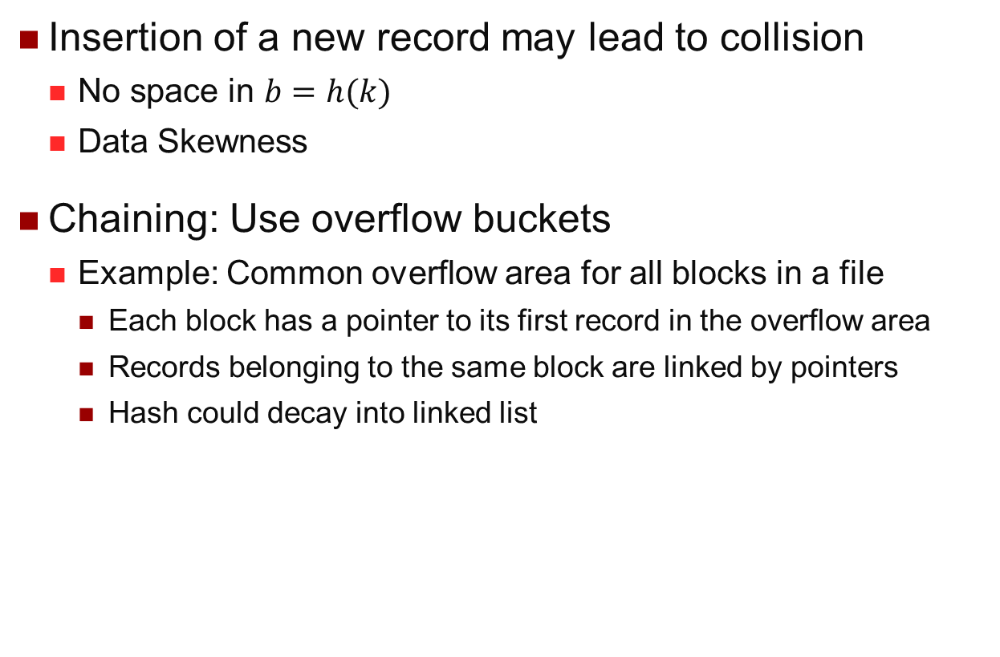 Insertion of a new record may lead to collision
No space in b = h(k)
Data Skewness
Chaining: Use overflow buckets
Example: Common overflow area for all blocks in a file
Each block has a pointer to its first record in the overflow area
Records belonging to the same block are linked by pointers
Hash could decay into linked list